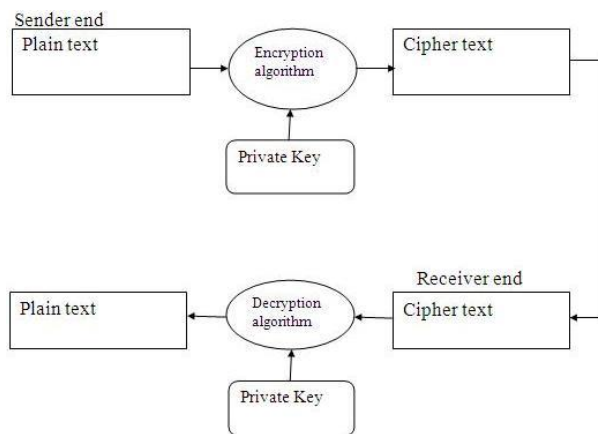 Sender end
Plain text
Encryption
algorithm
Cipher text
Private Key
Receiver end
Plain text
Decryption
algorithm
Cipher text
Private Key